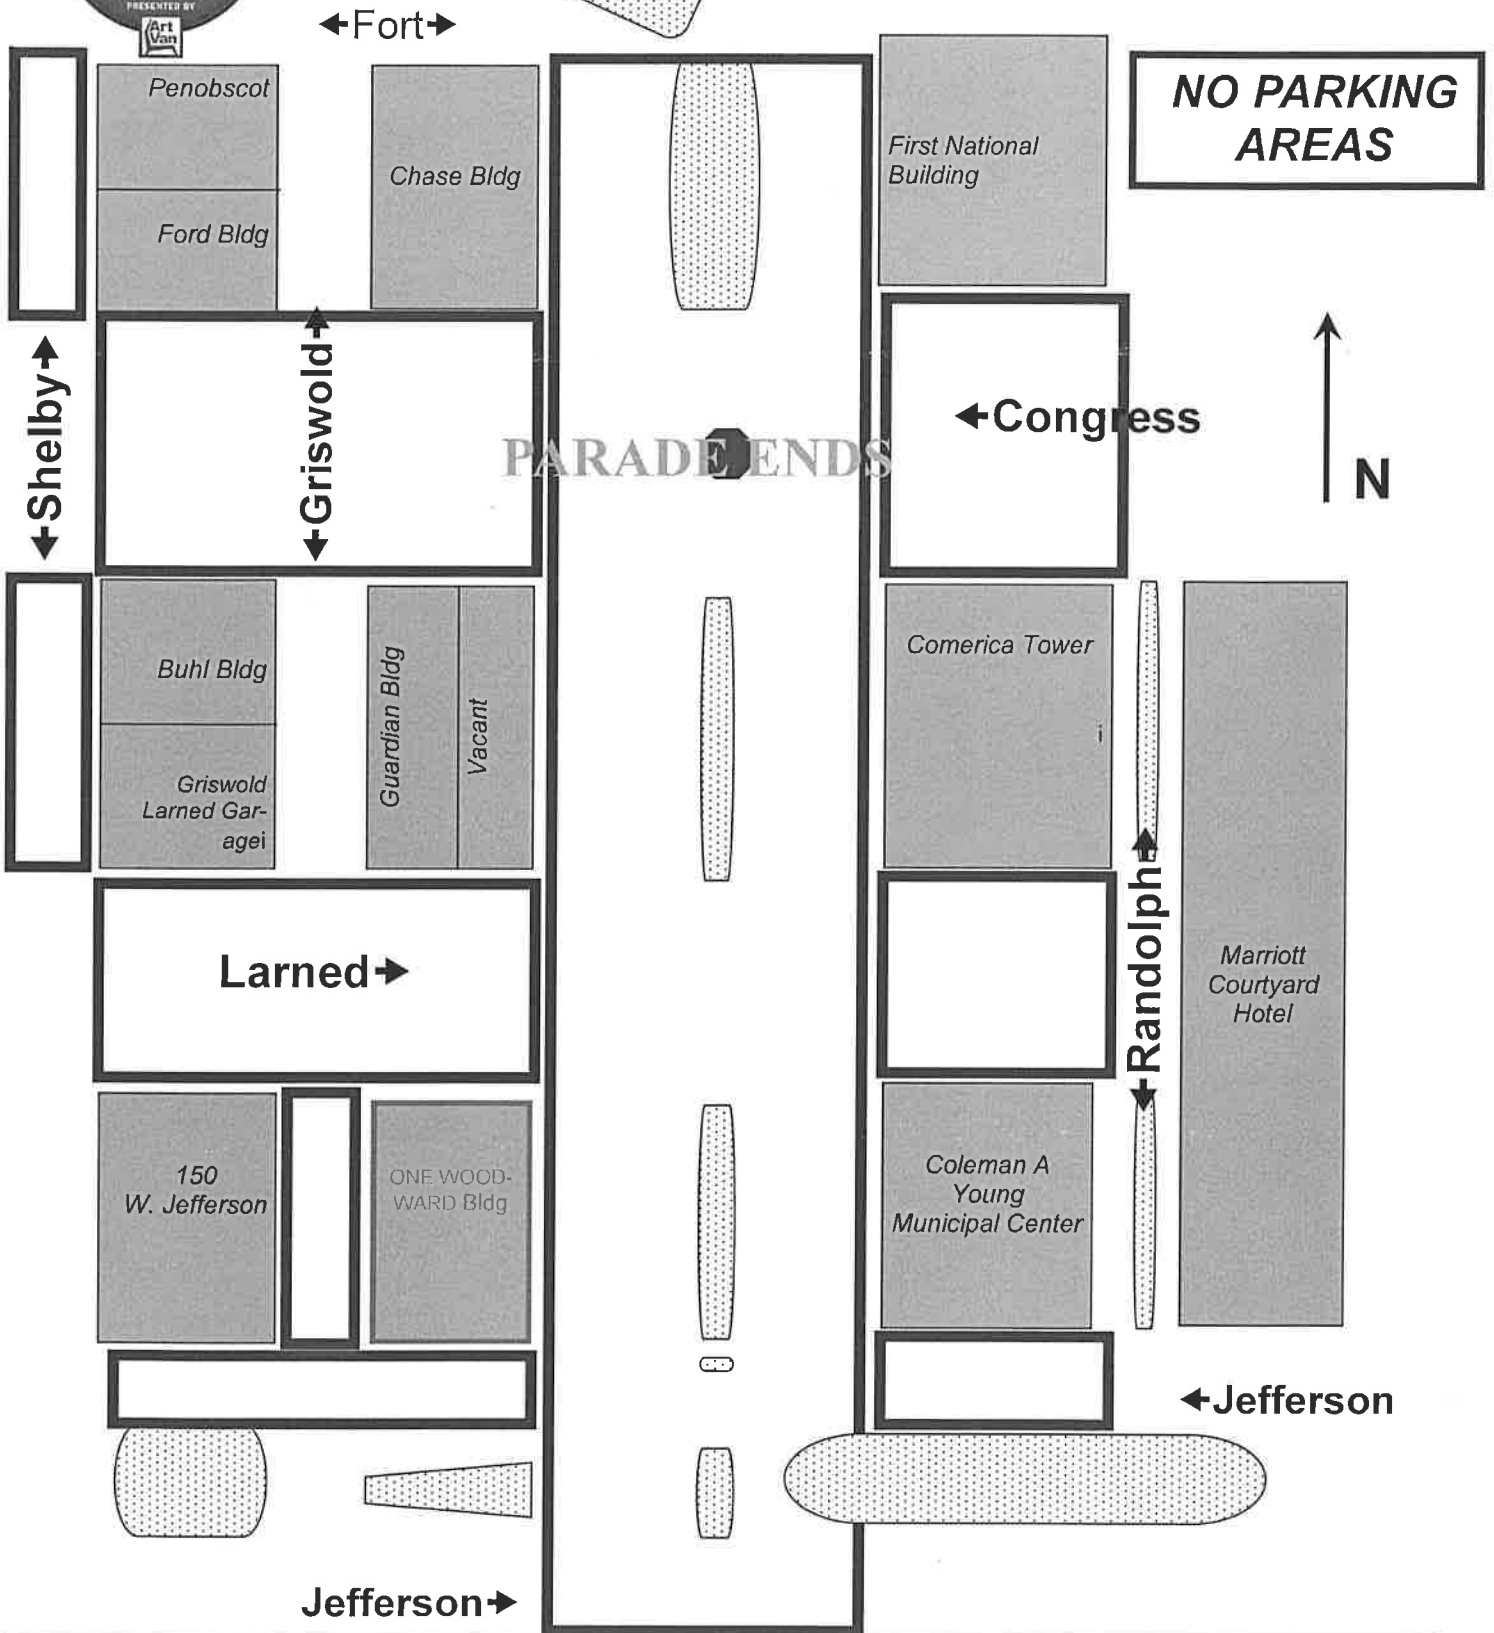 PRESENTED BY
Art
Van
Fort
NO PARKING
AREAS
Penobscot
Chase Bldg
First National
Building
Ford Bldg
Shelby
Griswold
Congress
PARADE ENDS
N
Buhl Bldg
Guardian Bldg
Vacant
Comerica Tower
Griswold
Larned Gar-
agei
Larned
Randolph
Marriott
Courtyard
Hotel
150
W. Jefferson
ONE WOOD-
WARD Bldg
Coleman A
Young
Municipal Center
Jefferson
Jefferson